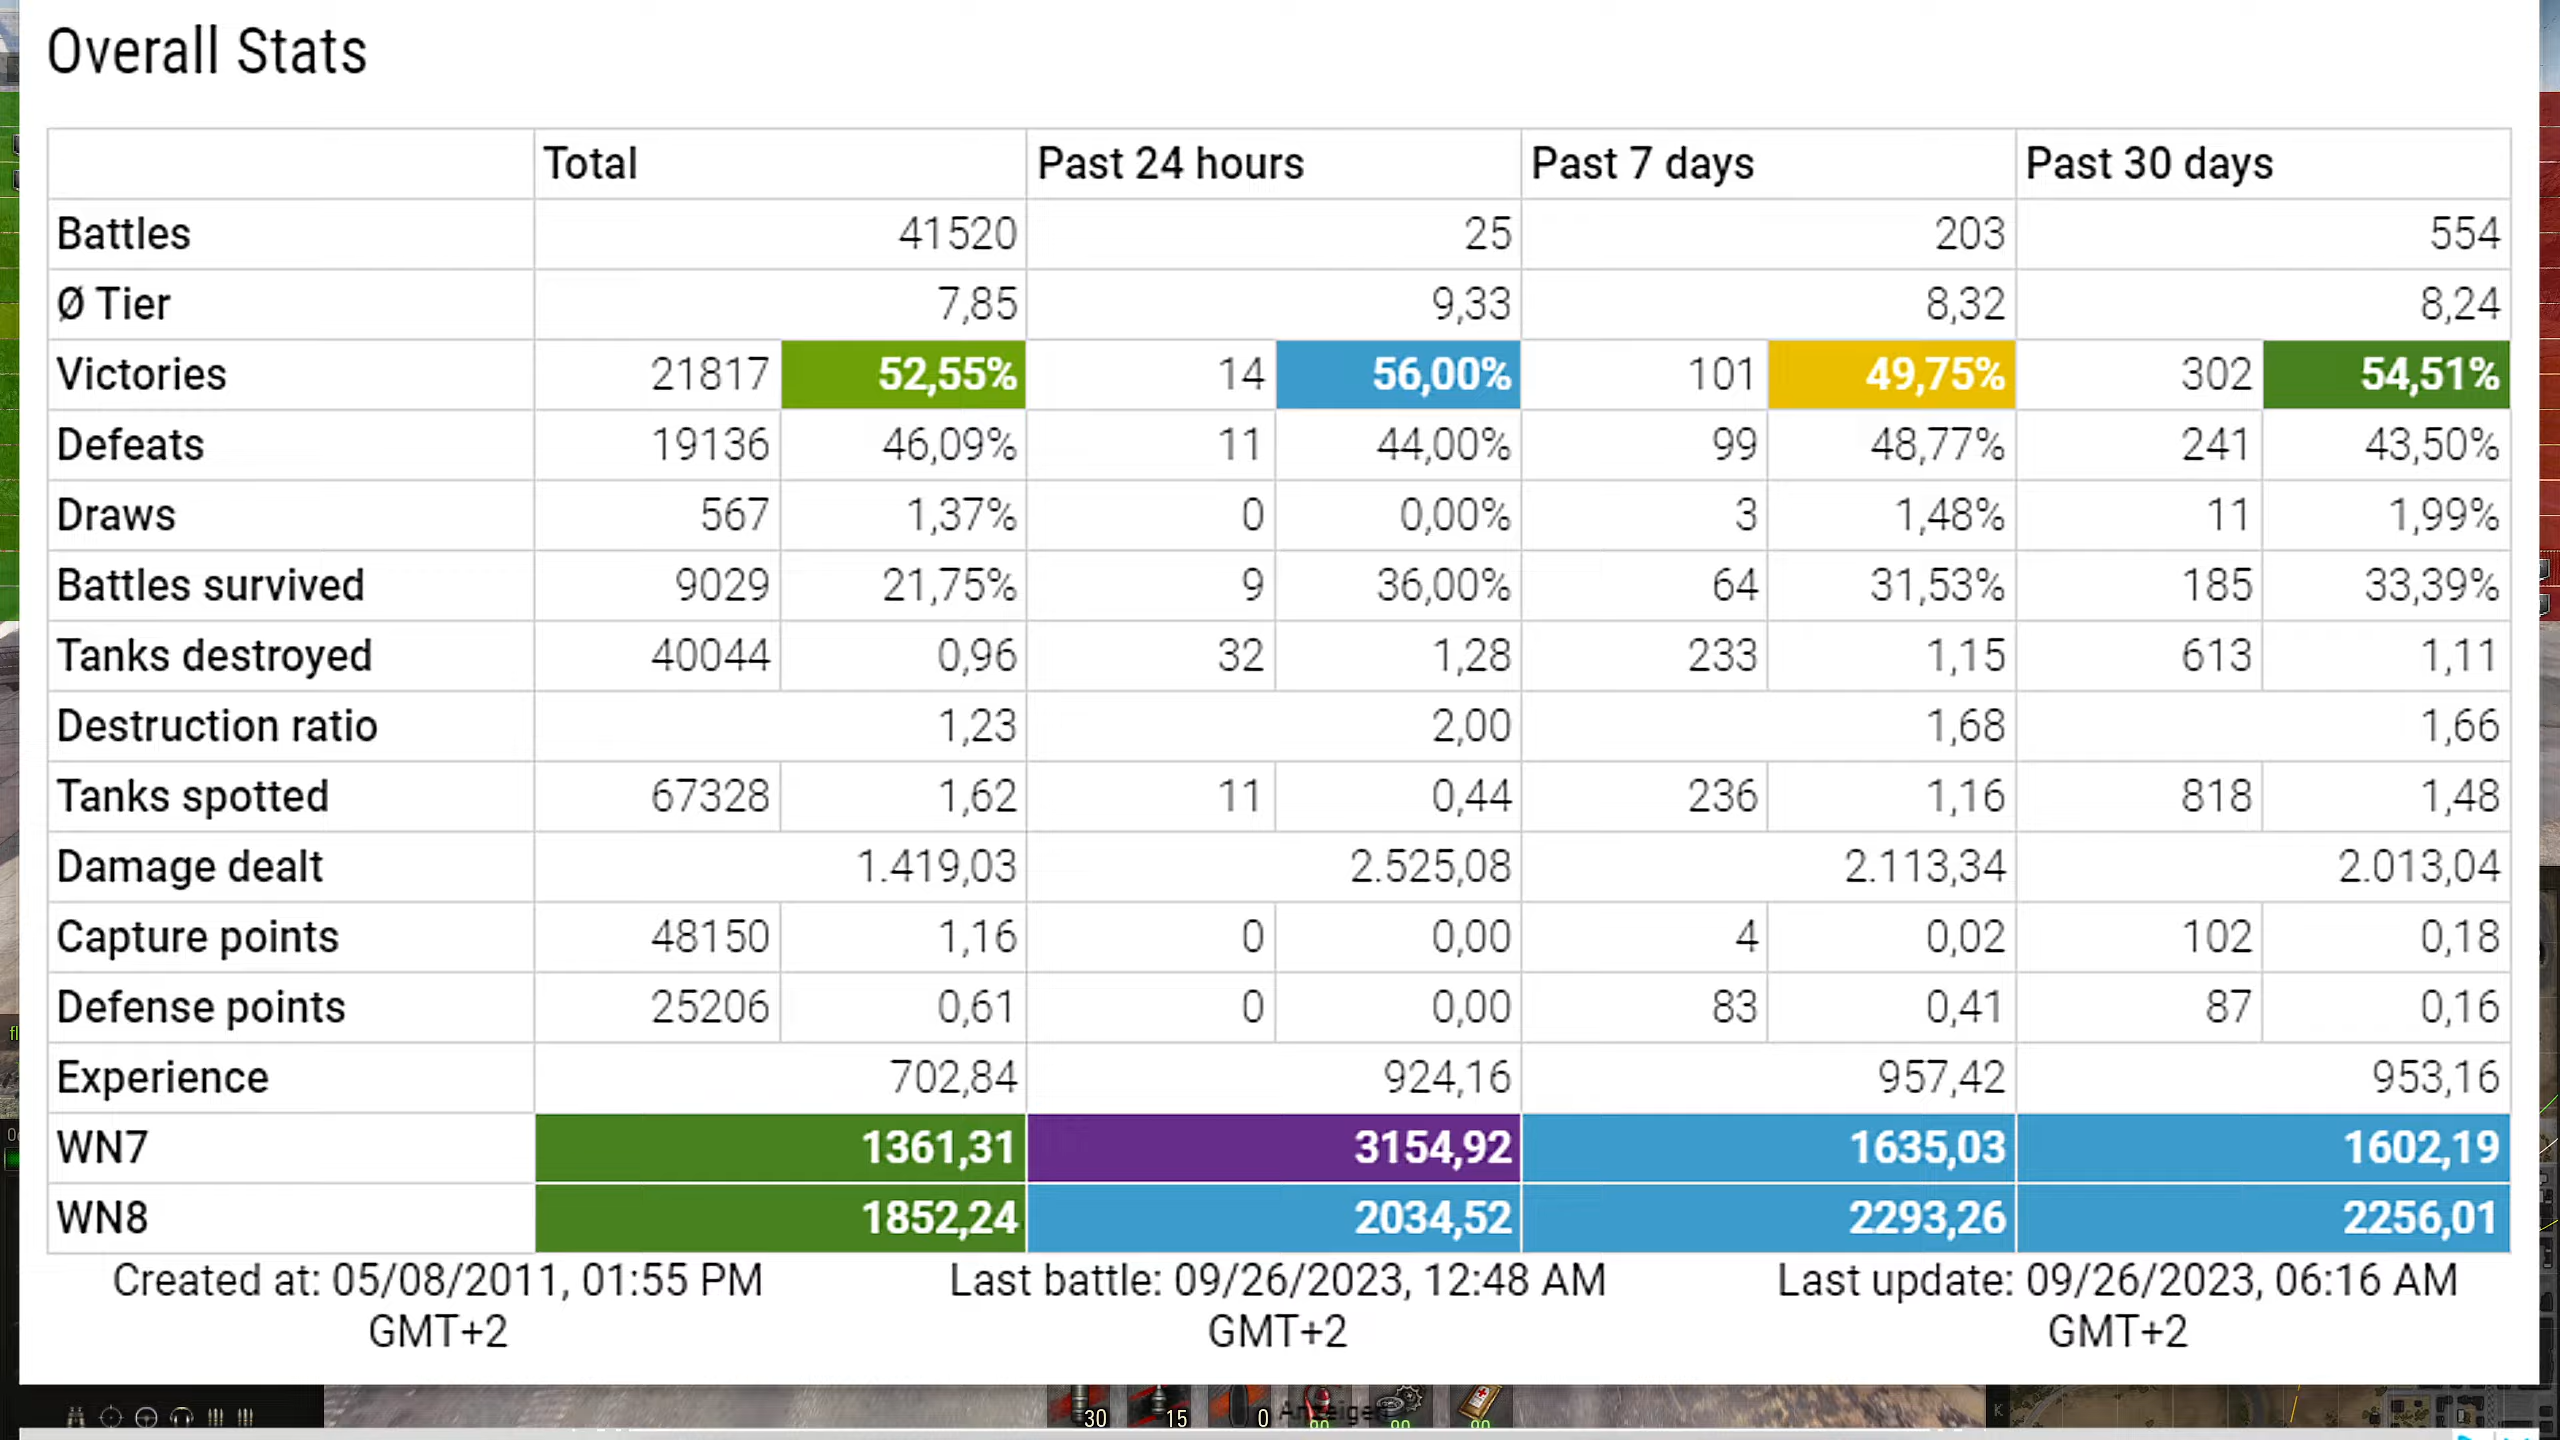 Overall Stats
Total Past 24 hours Past 7 days Past 30 days
Battles 41520 25 203 554
Ø Tier 7,85 9,33 8,32 8,24
Victories 21817 52,55% 14 56,00% 101 49,75% 302 54,51%
Defeats 19136 46,09% 11 44,00% 99 48,77% 241 43,50%
Draws 567 1,37% 0 0,00% 3 1,48% 11 1,99%
Battles survived 9029 21,75% 9 36,00% 64 31,53% 185 33,39%
Tanks destroyed 40044 0,96 32 1,28 233 1,15 613 1,11
Destruction ratio 1,23 2,00 1,68 1,66
Tanks spotted 67328 1,62 11 0,44 236 1,16 818 1,48
Damage dealt 1.419,03 2.525,08 2.113,34 2.013,04
Capture points 48150 1,16 0 0,00 4 0,02 102 0,18
Defense points 25206 0,61 0 0,00 83 0,41 87 0,16
Experience 702,84 924,16 957,42 953,16
WN7 1361,31 3154,92 1635,03 1602,19
WN8 1852,24 2034,52 2293,26 2256,01
Created at: 05/08/2011, 01:55 PM GMT+2
Last battle: 09/26/2023, 12:48 AM GMT+2
Last update: 09/26/2023, 06:16 AM GMT+2
30 15 0
K